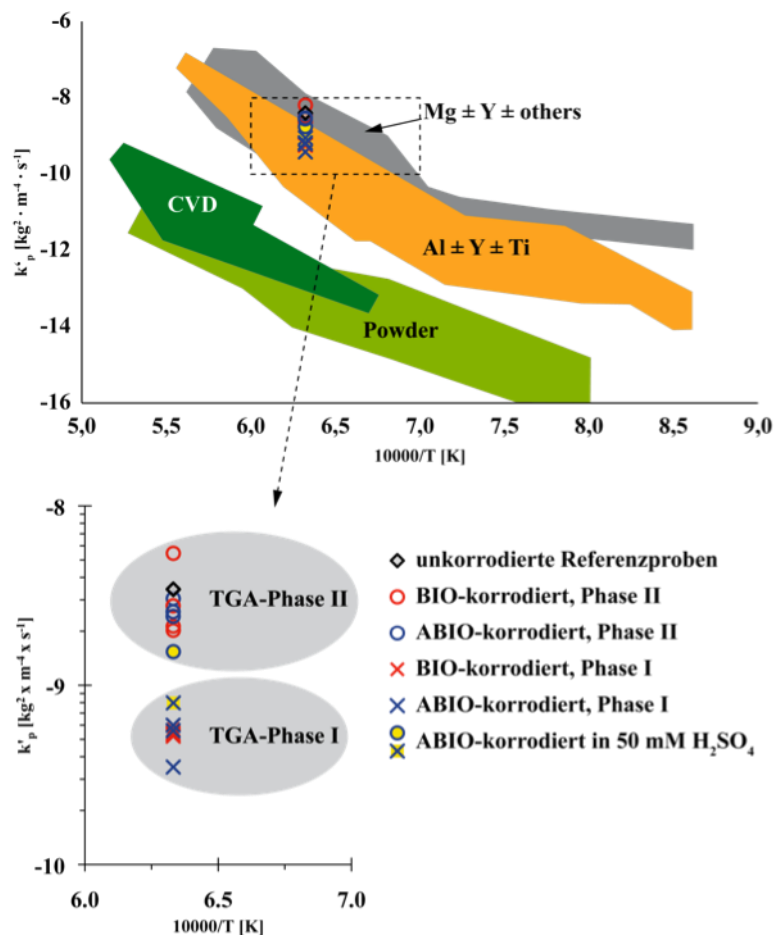 -6
-8
-10
-12
-14
-16
k‘p [kg² · m⁻⁴ · s⁻¹]
Mg ± Y ± others
CVD
Al ± Y ± Ti
Powder
5,0 5,5 6,0 6,5 7,0 7,5 8,0 8,5 9,0
10000/T [K]
-8
-9
-10
k'p [kg² x m⁻⁴ x s⁻¹]
TGA-Phase II
TGA-Phase I
6.0 6.5 7.0
10000/T [K]
unkorrodierte Referenzproben
BIO-korrodiert, Phase II
ABIO-korrodiert, Phase II
BIO-korrodiert, Phase I
ABIO-korrodiert, Phase I
ABIO-korrodiert in 50 mM H₂SO₄